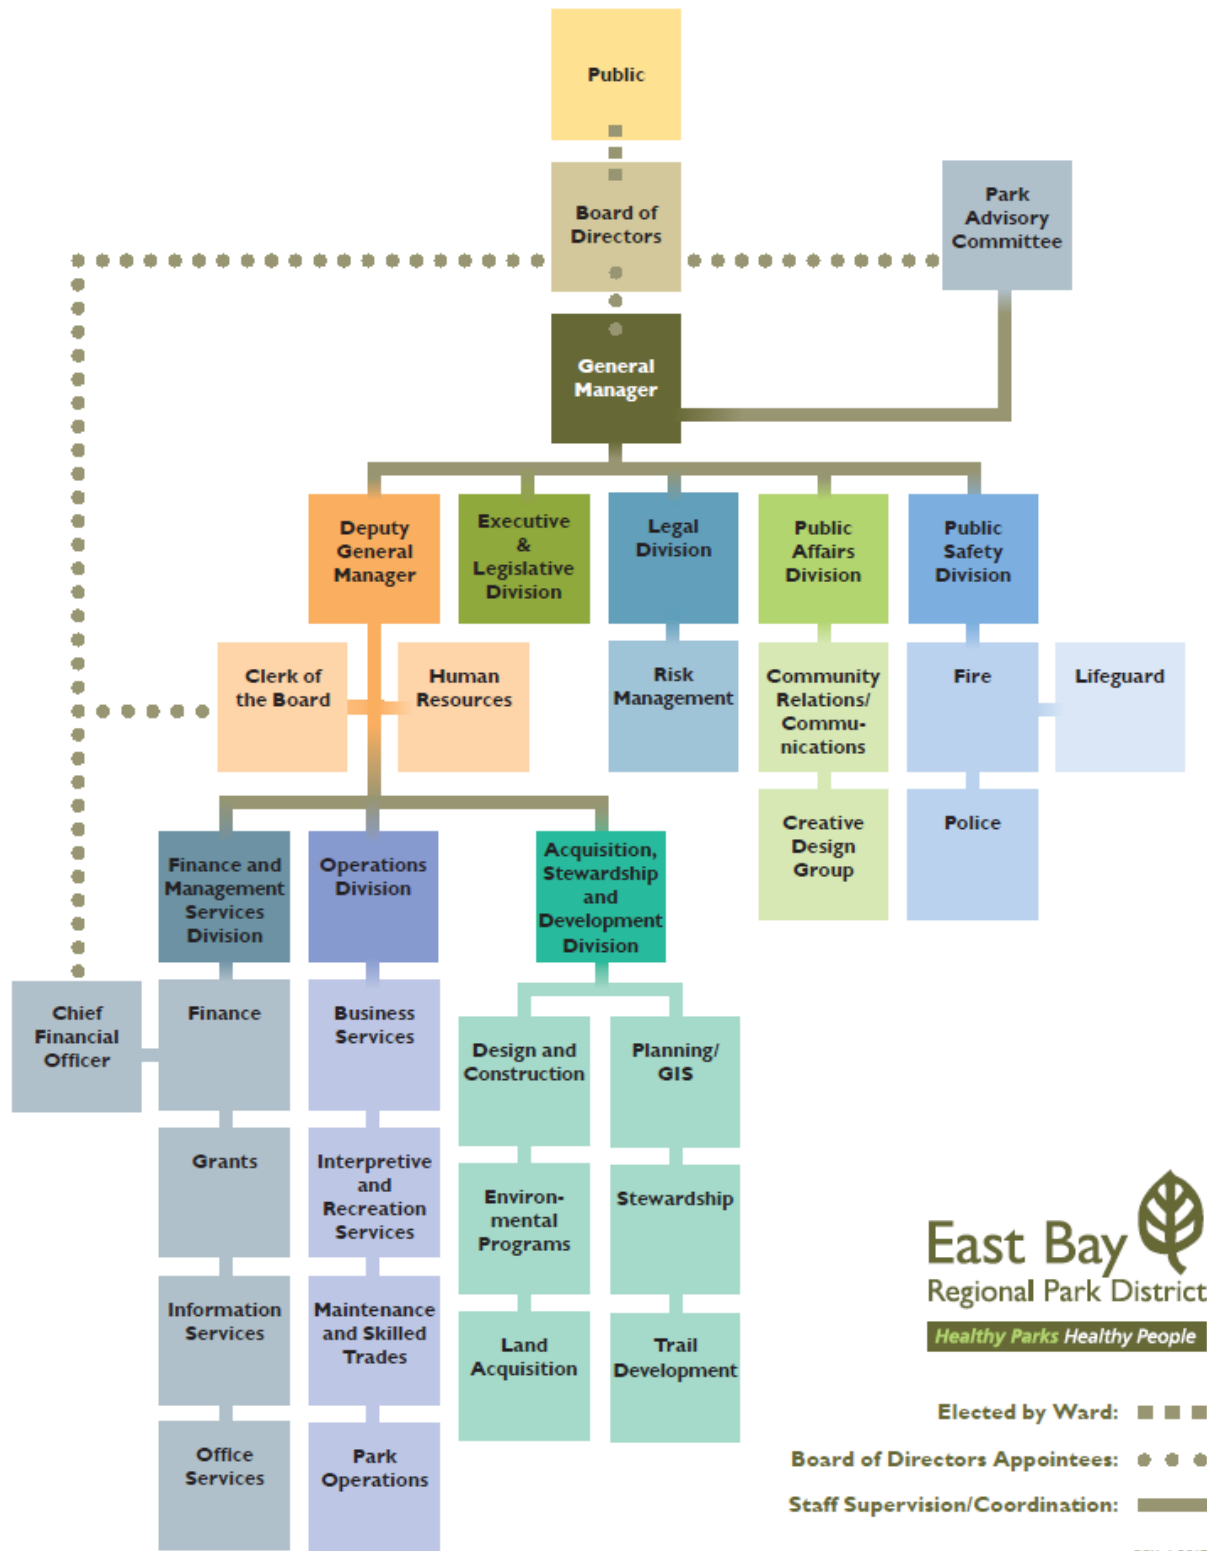 Public
Board of
Directors
Park
Advisory
Committee
General
Manager
Deputy
General
Manager
Executive
&
Legislative
Division
Legal
Division
Public
Affairs
Division
Public
Safety
Division
Clerk of
the Board
Human
Resources
Risk
Management
Community
Relations/
Commu-
nications
Fire
Lifeguard
Creative
Design
Group
Police
Finance and
Management
Services
Division
Operations
Division
Acquisition,
Stewardship
and
Development
Division
Chief
Financial
Officer
Finance
Business
Services
Design and
Construction
Planning/
GIS
Grants
Interpretive
and
Recreation
Services
Environ-
mental
Programs
Stewardship
Information
Services
Maintenance
and Skilled
Trades
Land
Acquisition
Trail
Development
Office
Services
Park
Operations
East Bay
Regional Park District
Healthy Parks Healthy People
Elected by Ward:
Board of Directors Appointees:
Staff Supervision/Coordination: